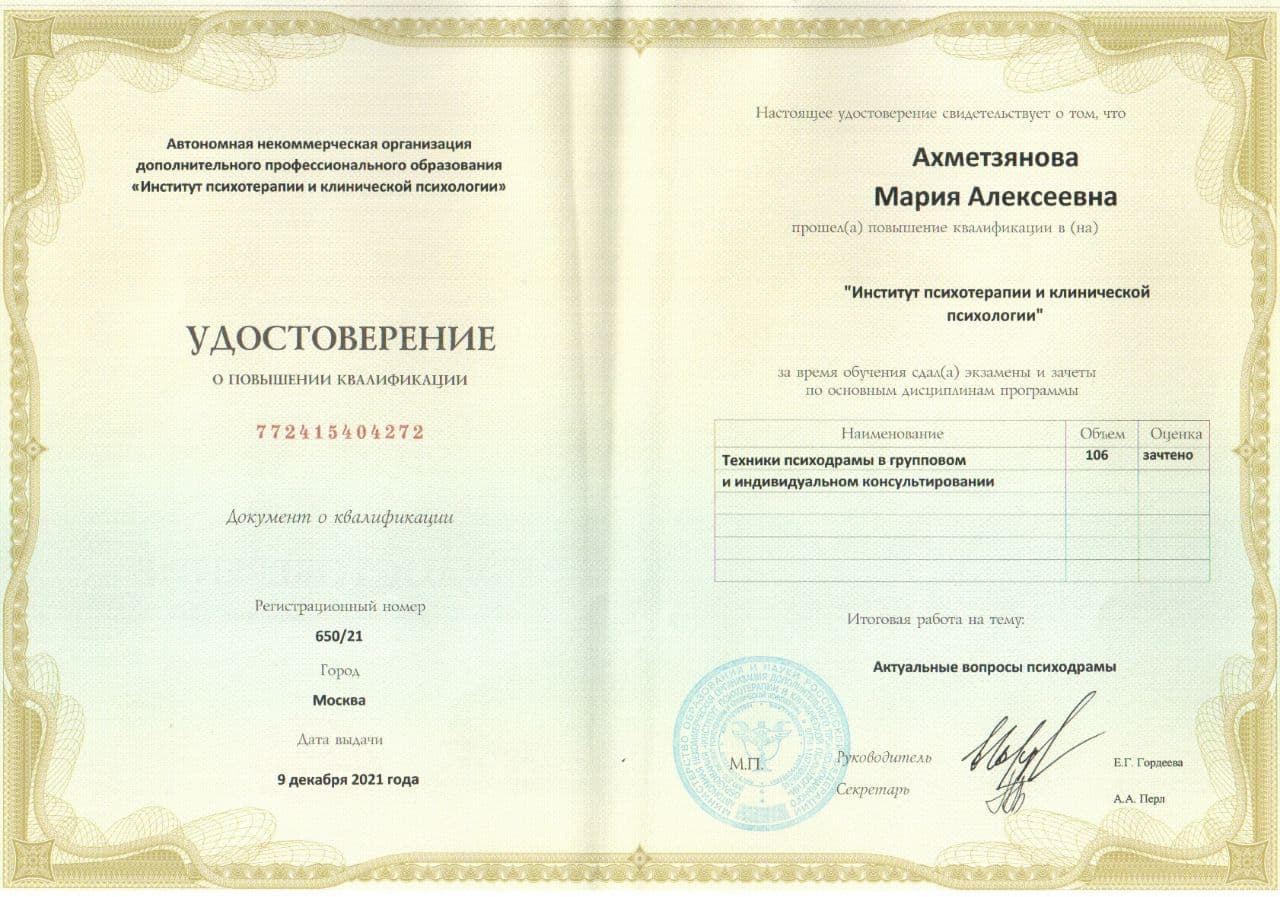 Автономная некоммерческая организация
дополнительного профессионального образования
«Институт психотерапии и клинической психологии»
УДОСТОВЕРЕНИЕ
О ПОВЫШЕНИИ КВАЛИФИКАЦИИ
772415404272
Документ о квалификации
Регистрационный номер
650/21
Город
Москва
Дата выдачи
9 декабря 2021 года
Настоящее удостоверение свидетельствует о том, что
Ахметзянова
Мария Алексеевна
прошел(а) повышение квалификации в (на)
"Институт психотерапии и клинической
психологии"
за время обучения сдал(а) экзамены и зачеты
по основным дисциплинам программы
Наименование Объем Оценка
Техники психодрамы в групповом 106 зачтено
и индивидуальном консультировании
Итоговая работа на тему:
Актуальные вопросы психодрамы
М.П.
Руководитель Е.Г. Гордеева
Секретарь А.А. Перл